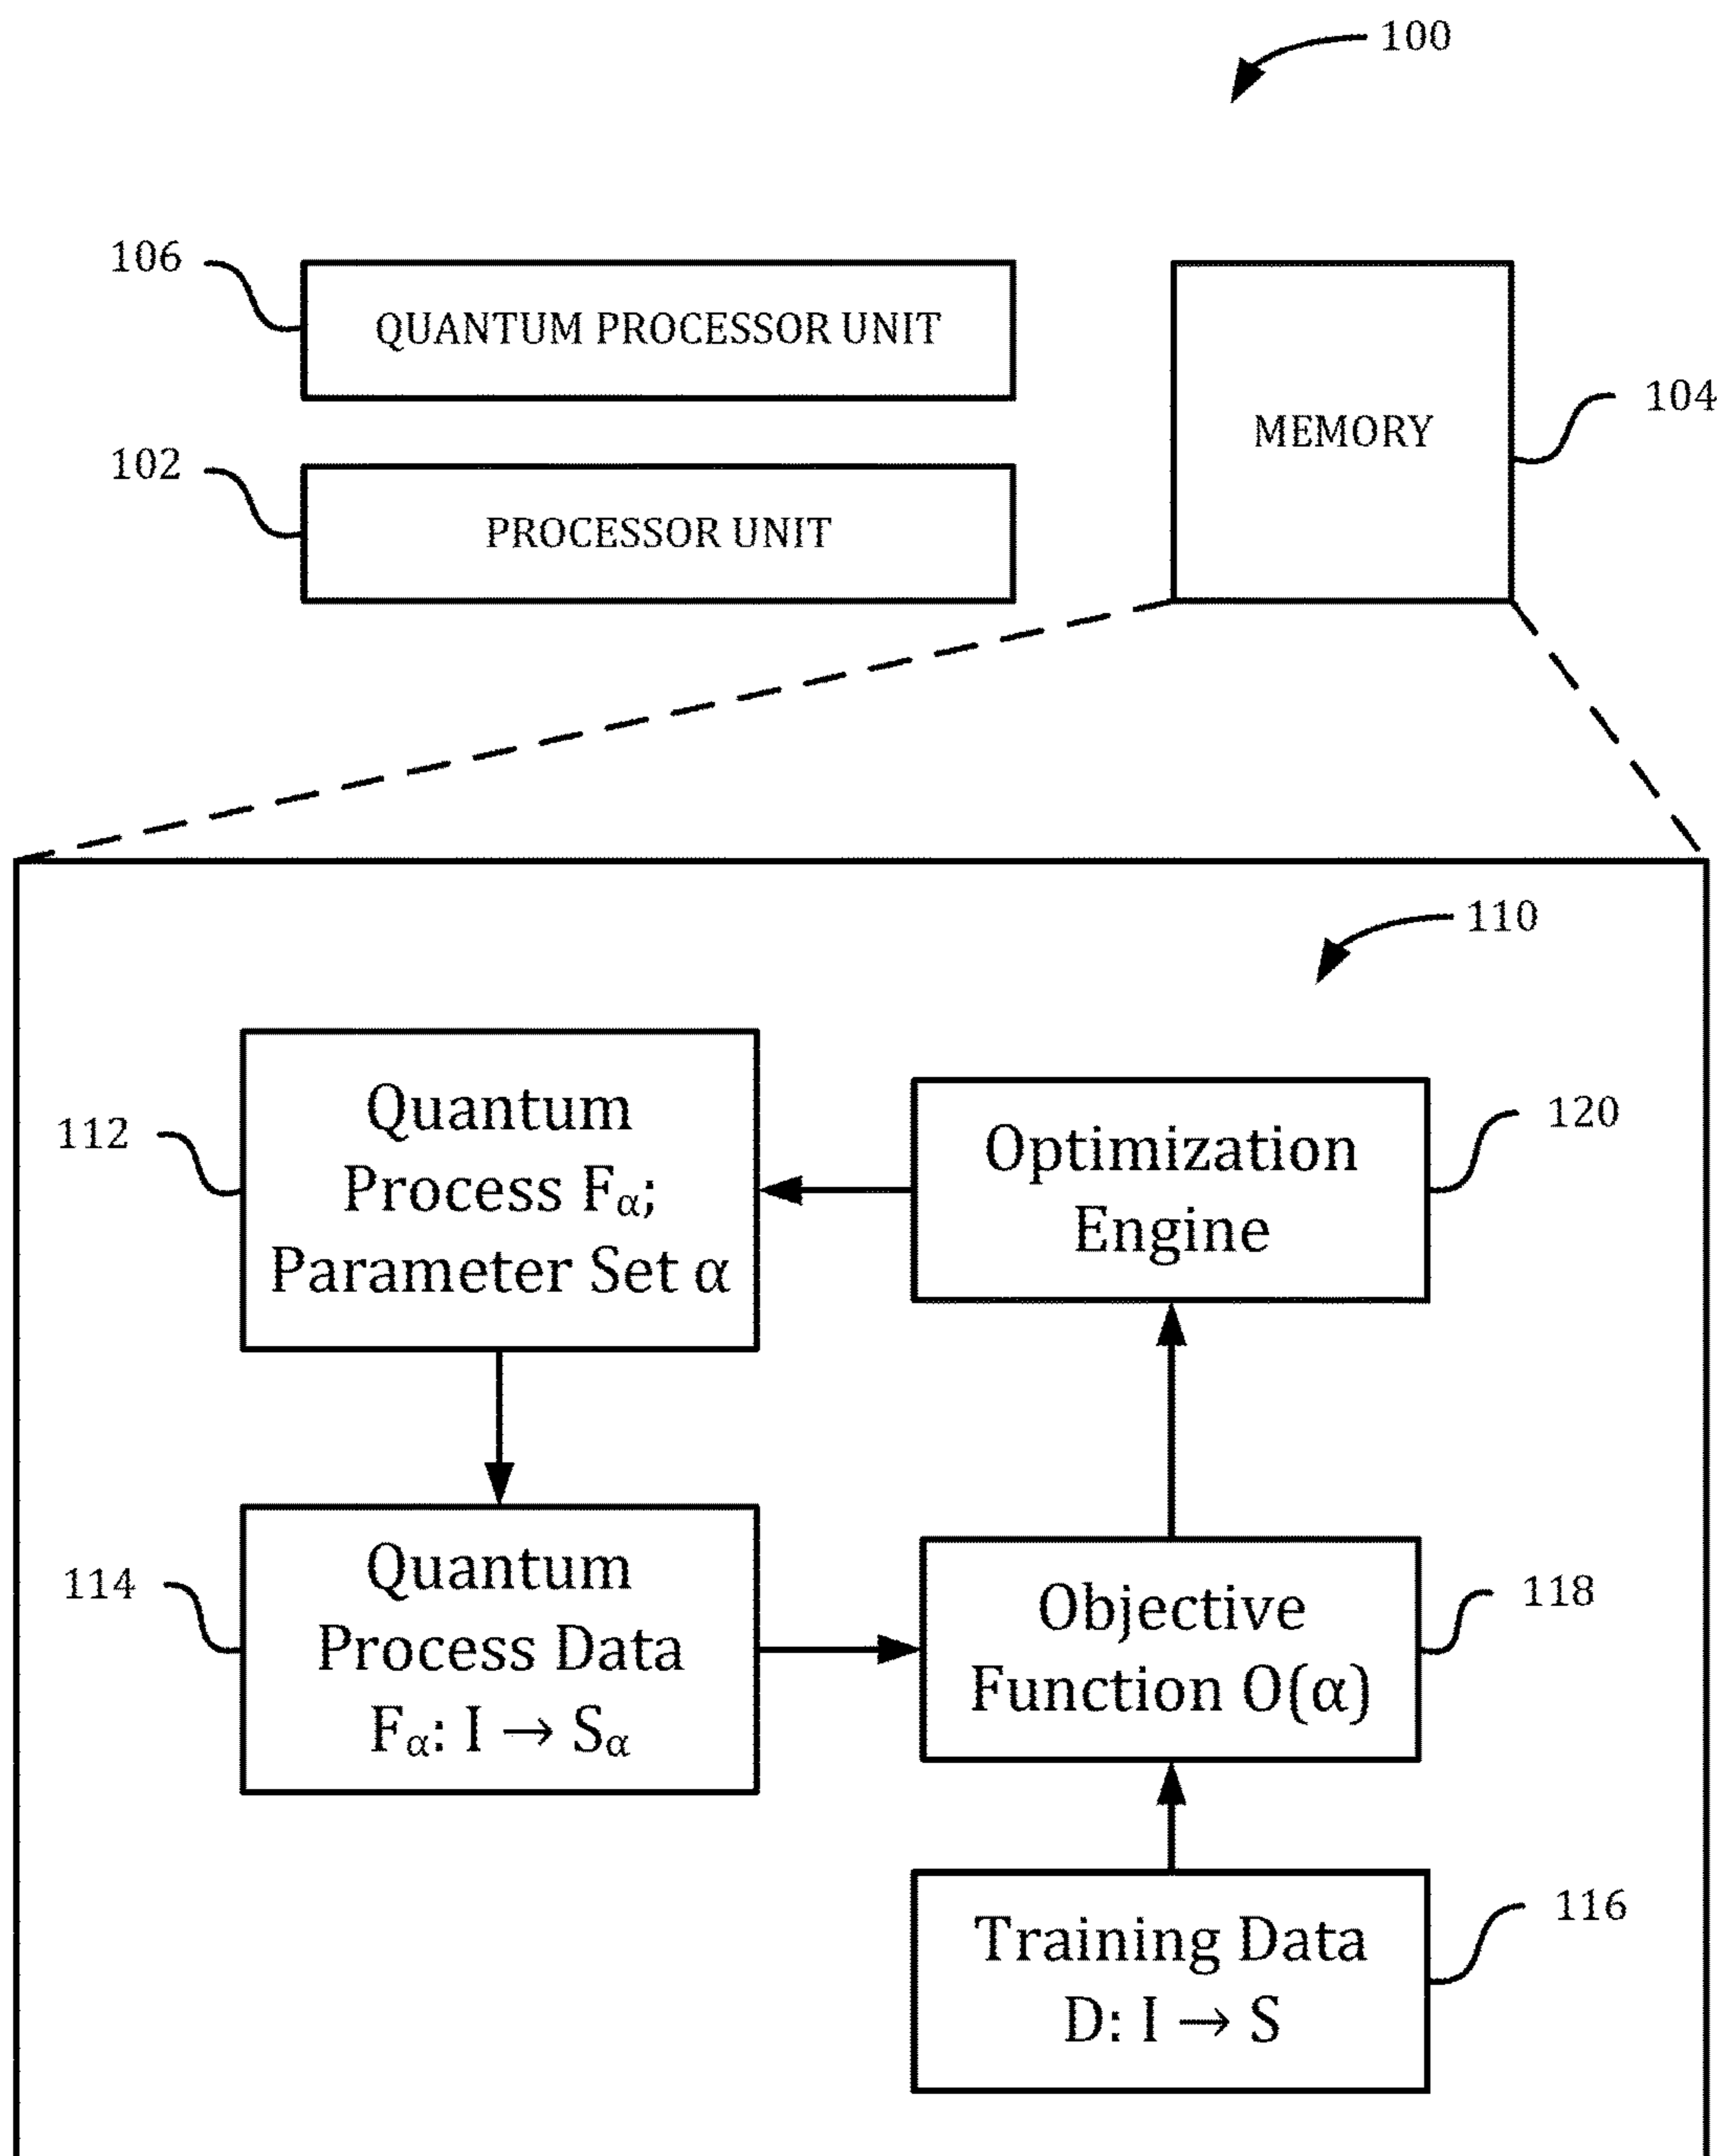 100
106
QUANTUM PROCESSOR UNIT
MEMORY
104
102
PROCESSOR UNIT
110
112
Quantum
Process Fα;
Parameter Set α
Optimization
Engine
120
114
Quantum
Process Data
Fα: I → Sα
Objective
Function O(α)
118
Training Data
D: I → S
116